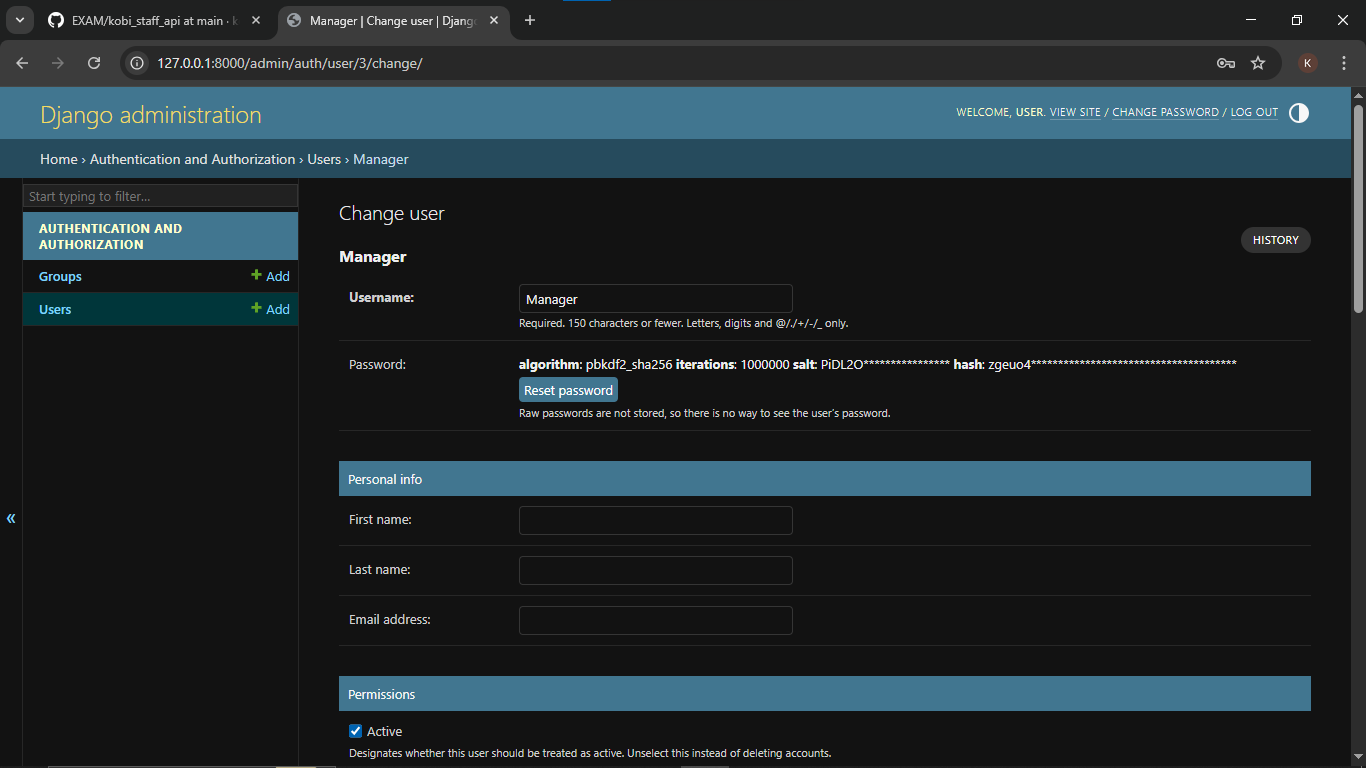 EXAM/kobi_staff_api at main · k
Manager | Change user | Djang
127.0.0.1:8000/admin/auth/user/3/change/
K
Django administration
WELCOME, USER. VIEW SITE / CHANGE PASSWORD / LOG OUT
Home › Authentication and Authorization › Users › Manager
Start typing to filter...
AUTHENTICATION AND
AUTHORIZATION
Groups + Add
Users + Add
«
Change user
HISTORY
Manager
Username: Manager
Required. 150 characters or fewer. Letters, digits and @/./+/-/_ only.
Password: algorithm: pbkdf2_sha256 iterations: 1000000 salt: PiDL2O**************** hash: zgeuo4**************************************
Reset password
Raw passwords are not stored, so there is no way to see the user's password.
Personal info
First name:
Last name:
Email address:
Permissions
Active
Designates whether this user should be treated as active. Unselect this instead of deleting accounts.